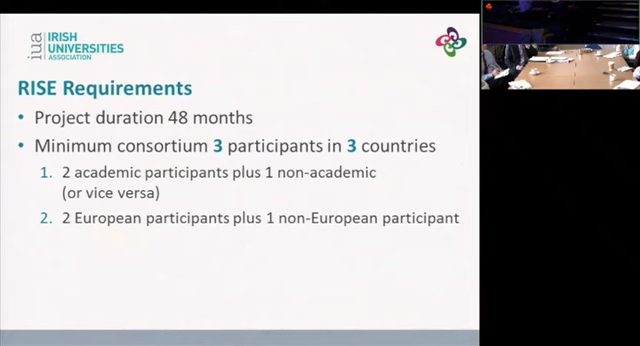 iua
IRISH
UNIVERSITIES
ASSOCIATION
RISE Requirements
• Project duration 48 months
• Minimum consortium 3 participants in 3 countries
1. 2 academic participants plus 1 non-academic
(or vice versa)
2. 2 European participants plus 1 non-European participant